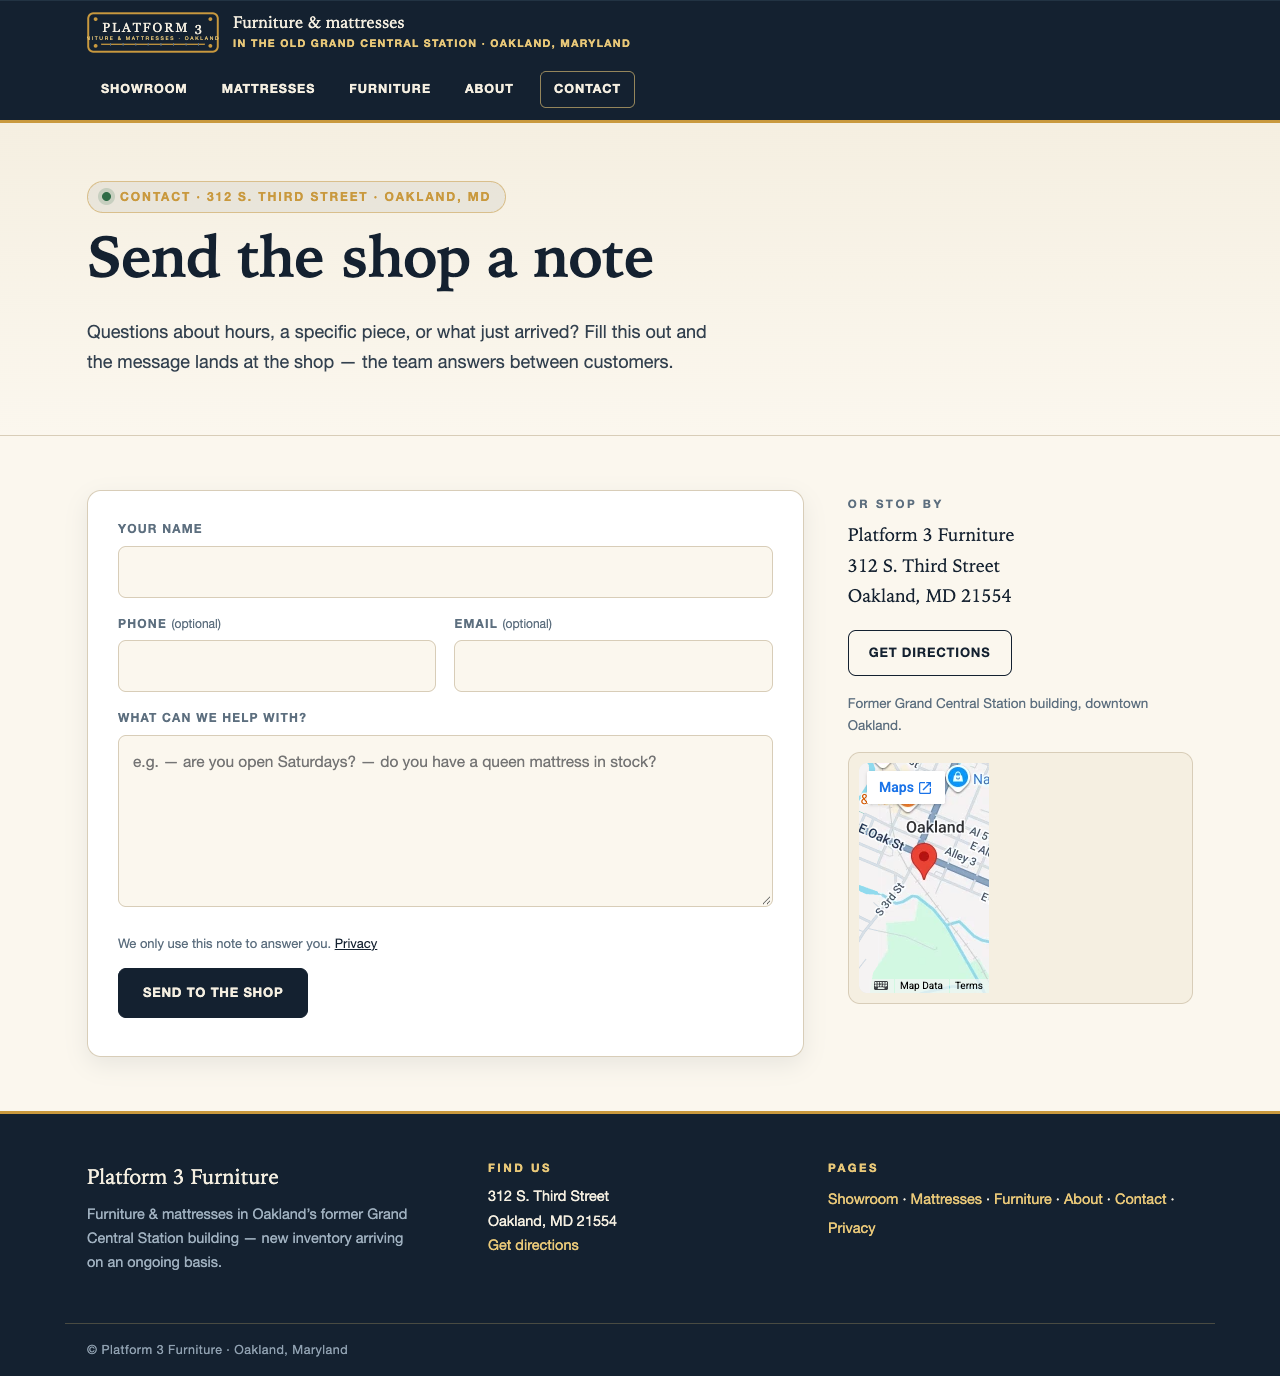 PLATFORM 3
Furniture & mattresses
IN THE OLD GRAND CENTRAL STATION · OAKLAND, MARYLAND
SHOWROOM MATTRESSES FURNITURE ABOUT CONTACT
CONTACT · 312 S. THIRD STREET · OAKLAND, MD
Send the shop a note
Questions about hours, a specific piece, or what just arrived? Fill this out and
the message lands at the shop — the team answers between customers.
YOUR NAME
PHONE (optional) EMAIL (optional)
WHAT CAN WE HELP WITH?
e.g. — are you open Saturdays? — do you have a queen mattress in stock?
We only use this note to answer you. Privacy
SEND TO THE SHOP
OR STOP BY
Platform 3 Furniture
312 S. Third Street
Oakland, MD 21554
GET DIRECTIONS
Former Grand Central Station building, downtown
Oakland.
Maps
Na
&
Oakland
E Oak St
Al 5
E Al
Alley 3
S 3rd St
E
Map Data Terms
Platform 3 Furniture
Furniture & mattresses in Oakland’s former Grand
Central Station building — new inventory arriving
on an ongoing basis.
FIND US
312 S. Third Street
Oakland, MD 21554
Get directions
PAGES
Showroom · Mattresses · Furniture · About · Contact ·
Privacy
© Platform 3 Furniture · Oakland, Maryland